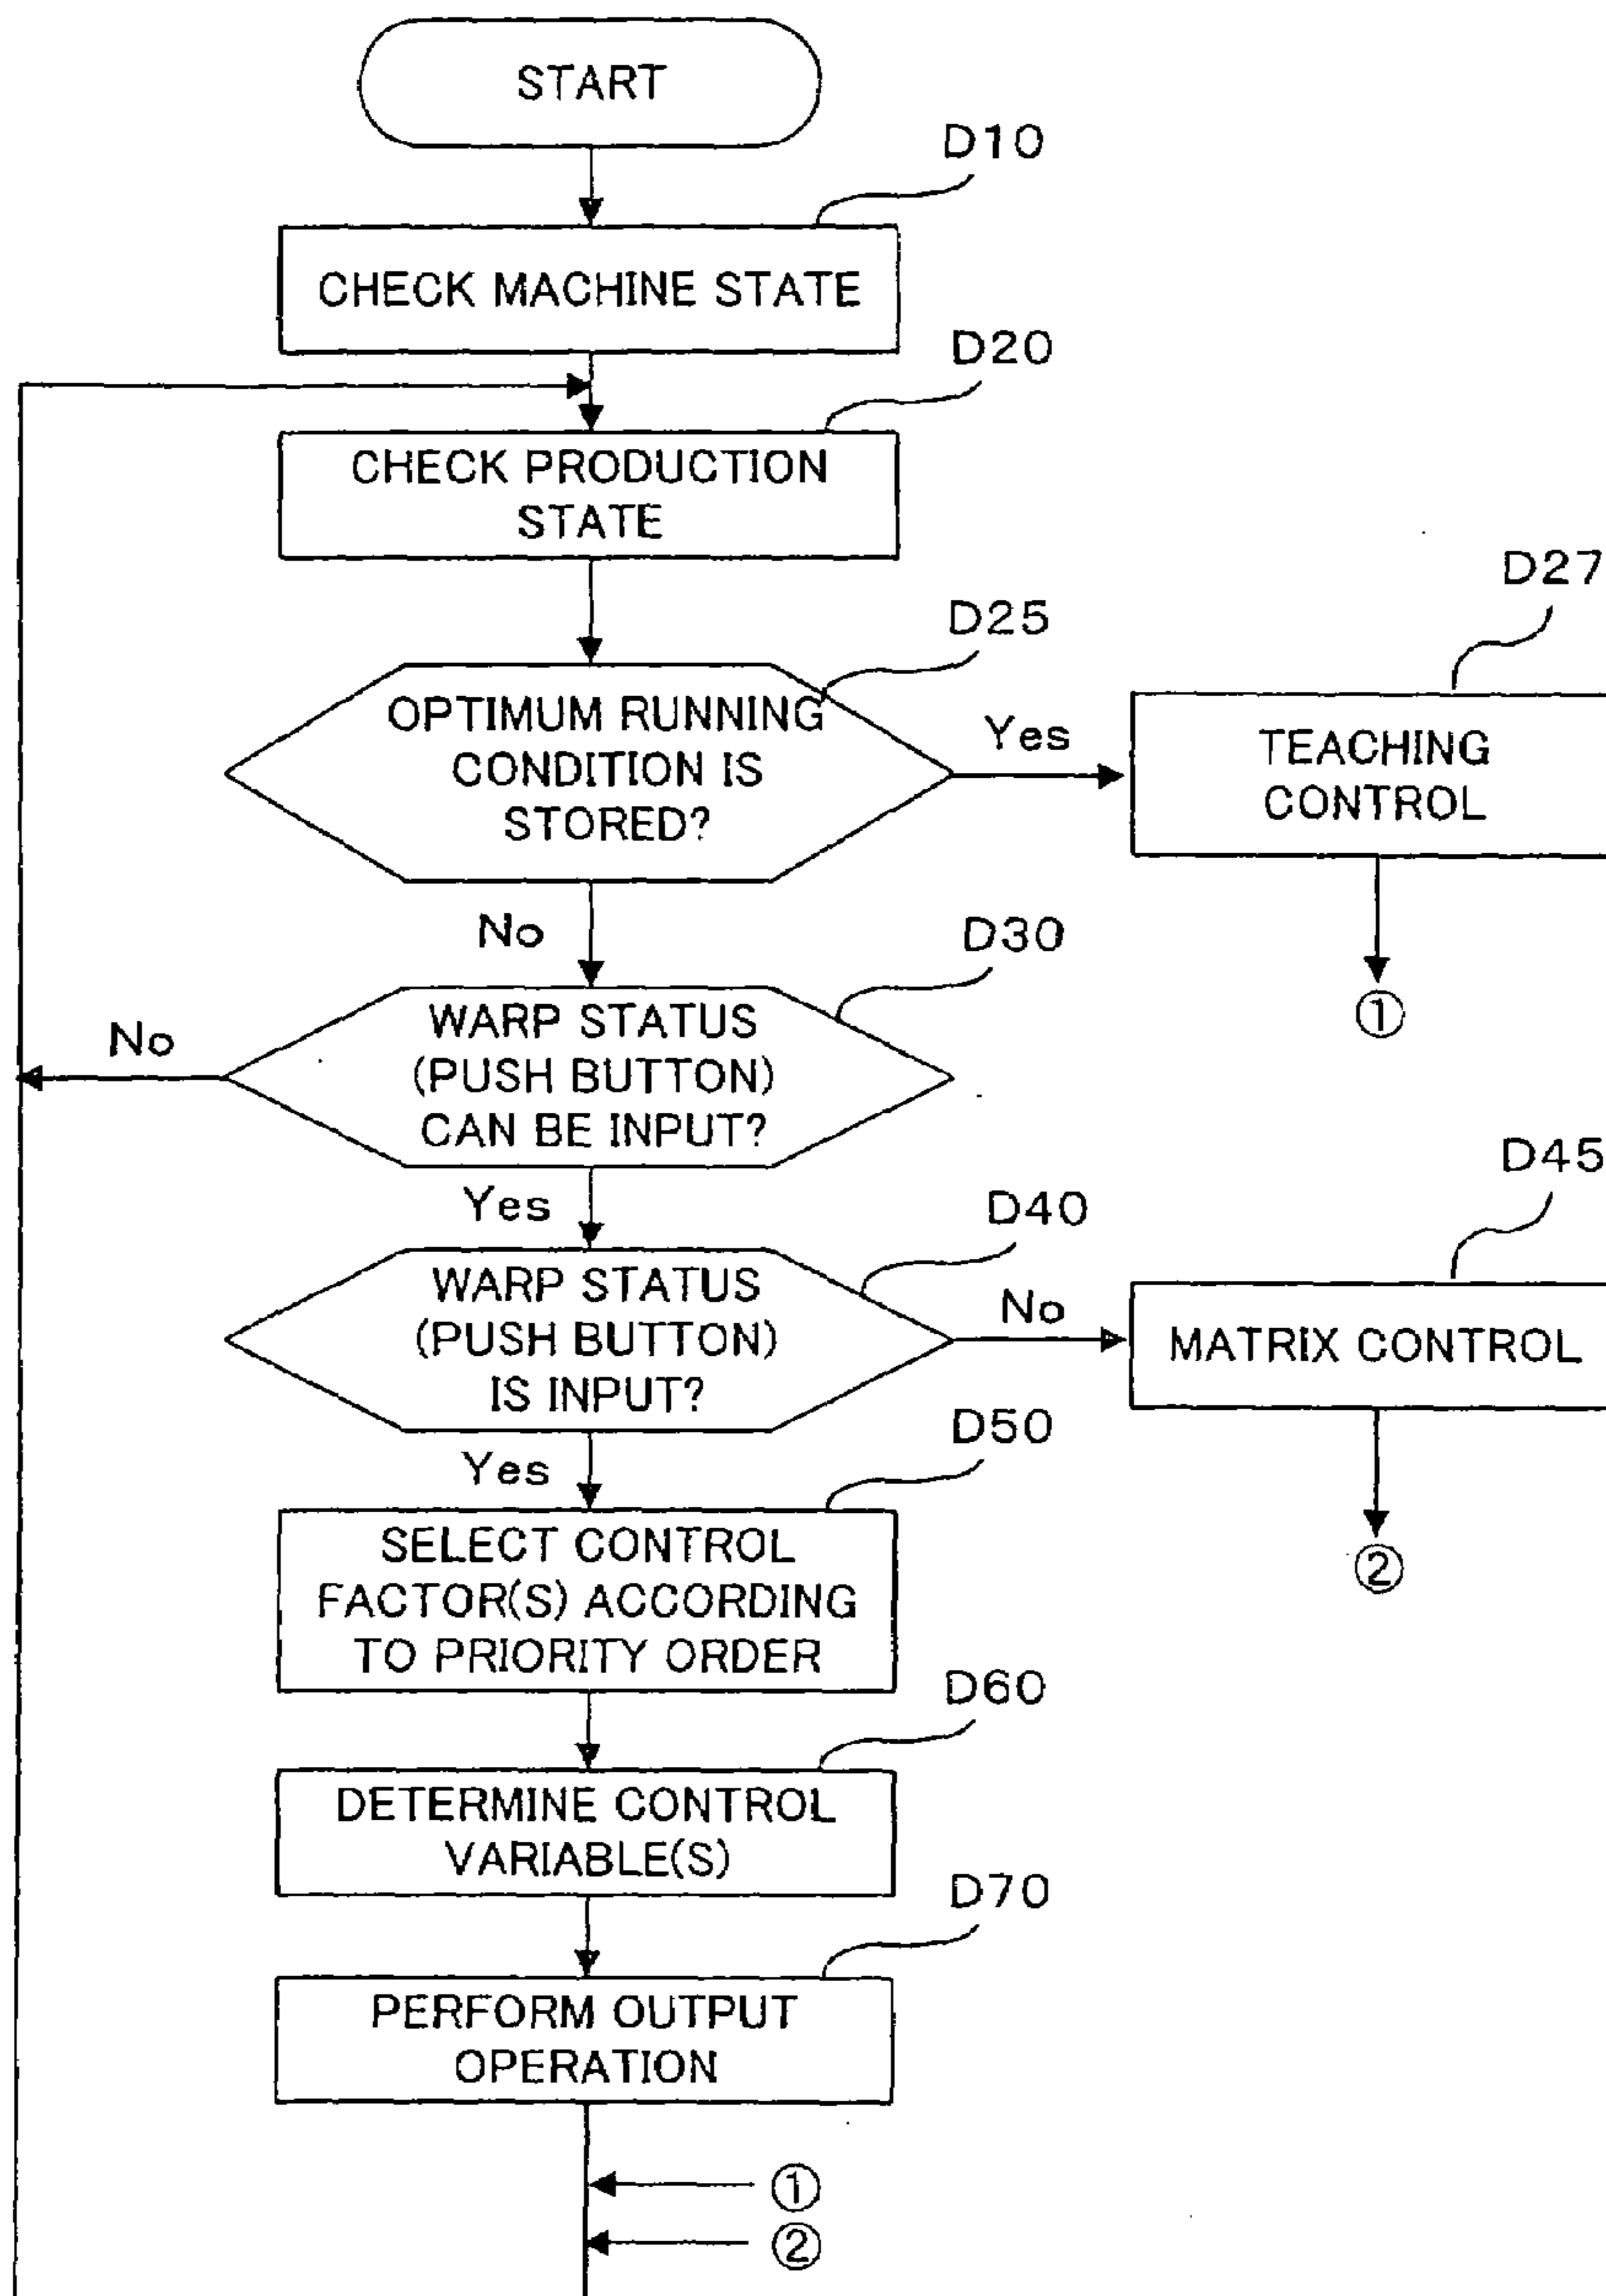 START
D10
CHECK MACHINE STATE
D20
CHECK PRODUCTION
STATE
D25
OPTIMUM RUNNING
CONDITION IS
STORED?
Yes
D27
TEACHING
CONTROL
①
No
D30
WARP STATUS
(PUSH BUTTON)
CAN BE INPUT?
No
Yes
D40
WARP STATUS
(PUSH BUTTON)
IS INPUT?
No
D45
MATRIX CONTROL
②
Yes
D50
SELECT CONTROL
FACTOR(S) ACCORDING
TO PRIORITY ORDER
D60
DETERMINE CONTROL
VARIABLE(S)
D70
PERFORM OUTPUT
OPERATION
①
②